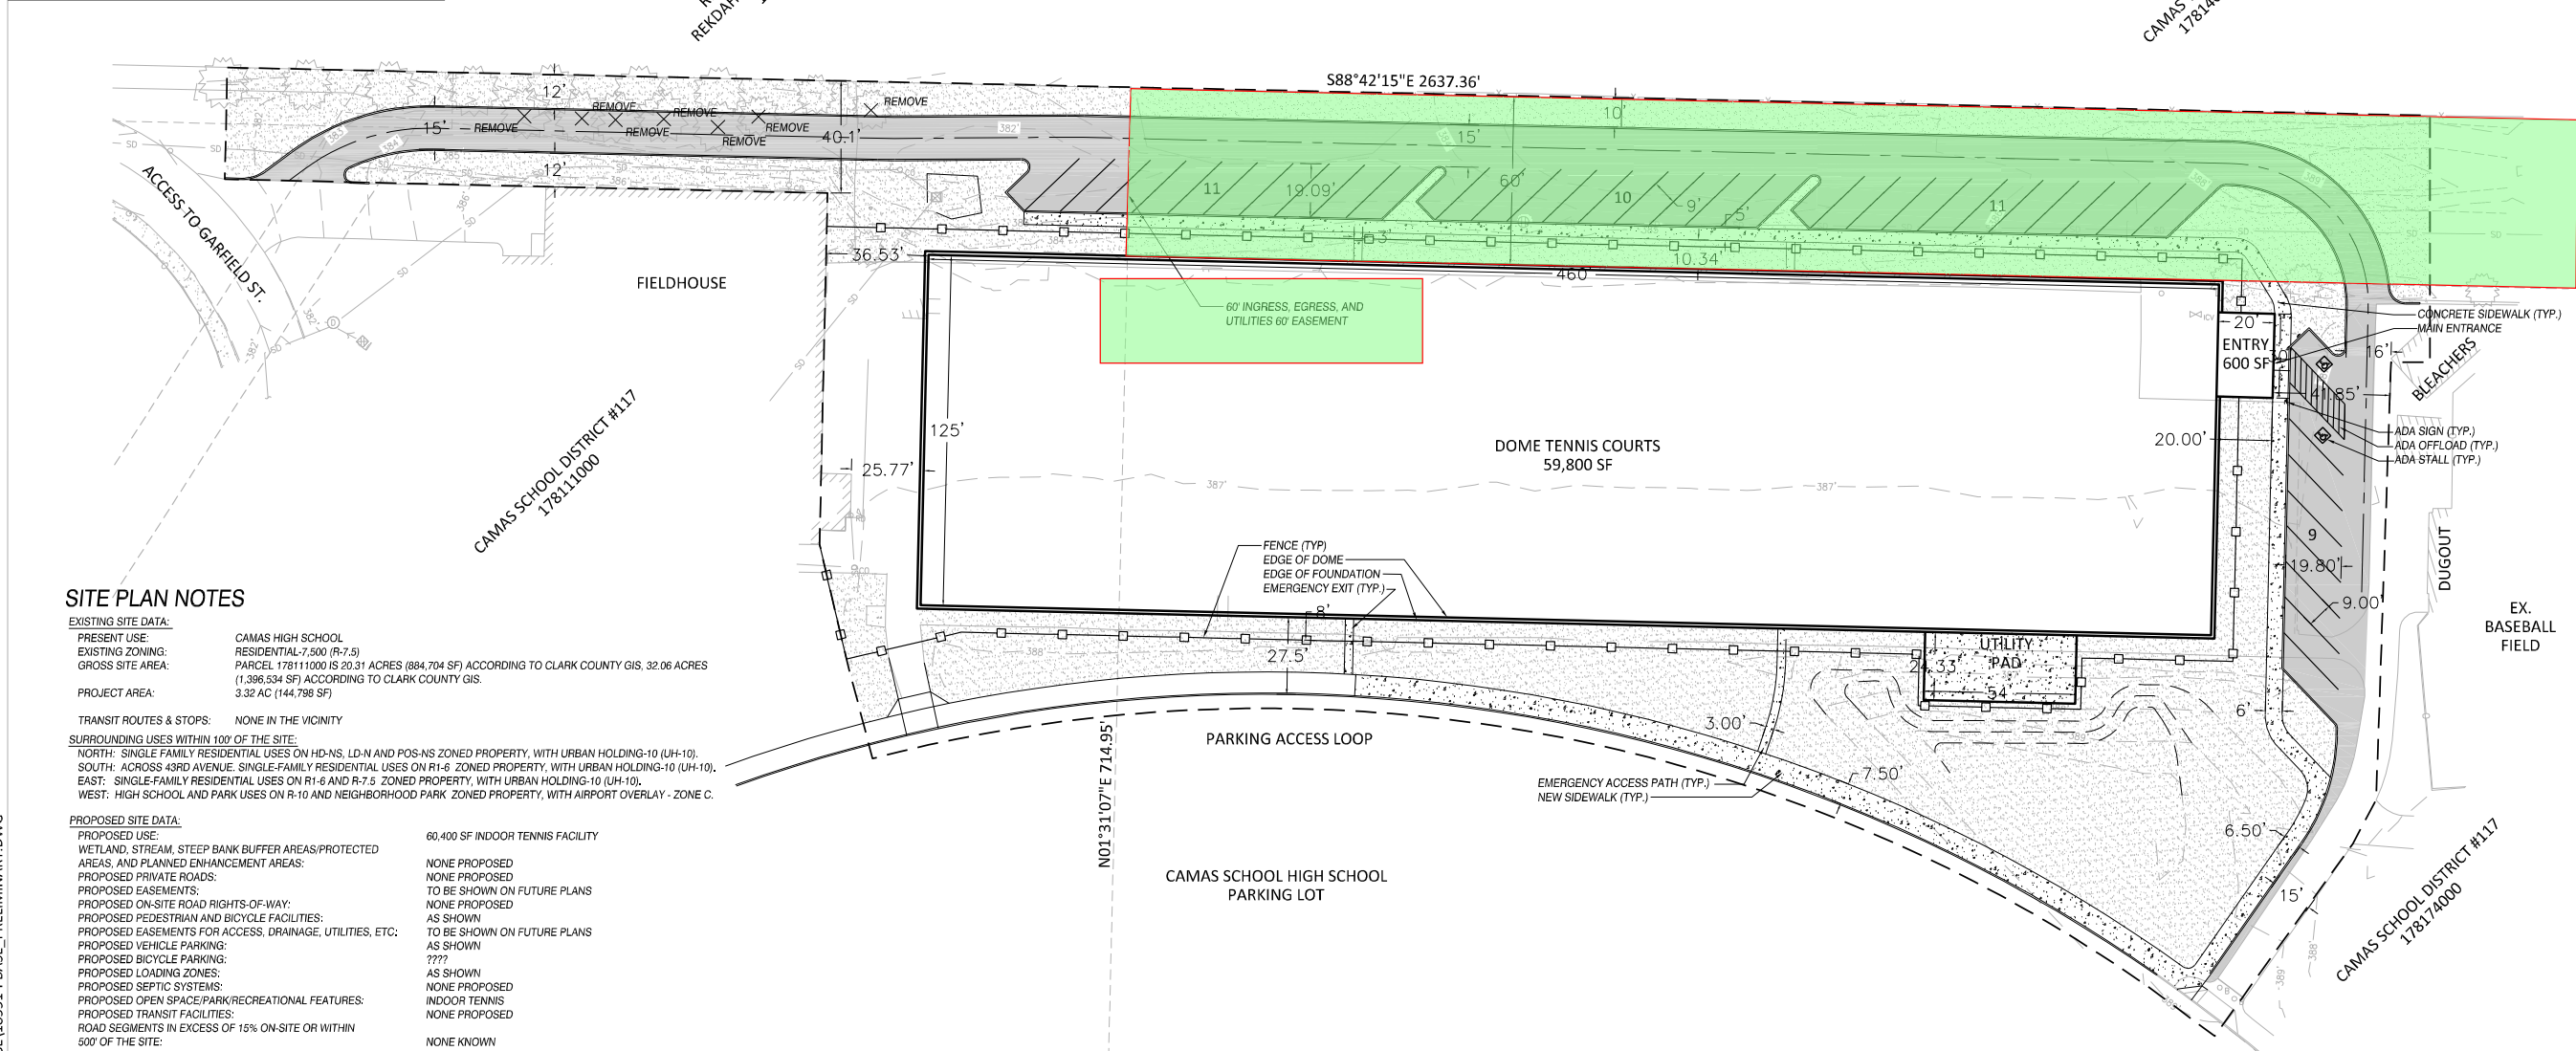 S88°42'15"E 2637.36'
12'
REMOVE
REMOVE
REMOVE
10'
15'
REMOVE
REMOVE
REMOVE
REMOVE
40.1'
382'
15'
383'
384'
385'
386'
12'
11
19.09'
60'
10
9'
5'
11
SD
SD
ACCESS TO GARFIELD ST.
382'
382'
386'
384'
3'
36.53'
460'
10.34'
FIELDHOUSE
60' INGRESS, EGRESS, AND
UTILITIES 60' EASEMENT
CONCRETE SIDEWALK (TYP.)
MAIN ENTRANCE
20'
ENTRY
600 SF
30'
16'
BLEACHERS
41.85'
125'
DOME TENNIS COURTS
59,800 SF
20.00'
ADA SIGN (TYP.)
ADA OFFLOAD (TYP.)
ADA STALL (TYP.)
25.77'
387'
387'
CAMAS SCHOOL DISTRICT #117
178111000
9
19.80'
9.00'
DUGOUT
EX.
BASEBALL
FIELD
FENCE (TYP)
EDGE OF DOME
EDGE OF FOUNDATION
EMERGENCY EXIT (TYP.)
8'
388'
27.5'
UTILITY
PAD
24.33'
54'
6'
3.00'
389'
PARKING ACCESS LOOP
N01°31'07"E 714.95'
EMERGENCY ACCESS PATH (TYP.)
NEW SIDEWALK (TYP.)
7.50'
6.50'
15'
CAMAS SCHOOL HIGH SCHOOL
PARKING LOT
CAMAS SCHOOL DISTRICT #117
178174000
388'
389'
SITE PLAN NOTES
EXISTING SITE DATA:
PRESENT USE: CAMAS HIGH SCHOOL
EXISTING ZONING: RESIDENTIAL-7,500 (R-7.5)
GROSS SITE AREA: PARCEL 178111000 IS 20.31 ACRES (884,704 SF) ACCORDING TO CLARK COUNTY GIS, 32.06 ACRES
(1,396,534 SF) ACCORDING TO CLARK COUNTY GIS.
PROJECT AREA: 3.32 AC (144,798 SF)
TRANSIT ROUTES & STOPS: NONE IN THE VICINITY
SURROUNDING USES WITHIN 100' OF THE SITE:
NORTH: SINGLE FAMILY RESIDENTIAL USES ON HD-NS, LD-N AND POS-NS ZONED PROPERTY, WITH URBAN HOLDING-10 (UH-10).
SOUTH: ACROSS 43RD AVENUE. SINGLE-FAMILY RESIDENTIAL USES ON R1-6 ZONED PROPERTY, WITH URBAN HOLDING-10 (UH-10).
EAST: SINGLE-FAMILY RESIDENTIAL USES ON R1-6 AND R-7.5 ZONED PROPERTY, WITH URBAN HOLDING-10 (UH-10).
WEST: HIGH SCHOOL AND PARK USES ON R-10 AND NEIGHBORHOOD PARK ZONED PROPERTY, WITH AIRPORT OVERLAY - ZONE C.
PROPOSED SITE DATA:
PROPOSED USE: 60,400 SF INDOOR TENNIS FACILITY
WETLAND, STREAM, STEEP BANK BUFFER AREAS/PROTECTED
AREAS, AND PLANNED ENHANCEMENT AREAS: NONE PROPOSED
PROPOSED PRIVATE ROADS: NONE PROPOSED
PROPOSED EASEMENTS: TO BE SHOWN ON FUTURE PLANS
PROPOSED ON-SITE ROAD RIGHTS-OF-WAY: NONE PROPOSED
PROPOSED PEDESTRIAN AND BICYCLE FACILITIES: AS SHOWN
PROPOSED EASEMENTS FOR ACCESS, DRAINAGE, UTILITIES, ETC: TO BE SHOWN ON FUTURE PLANS
PROPOSED VEHICLE PARKING: AS SHOWN
PROPOSED BICYCLE PARKING: ????
PROPOSED LOADING ZONES: AS SHOWN
PROPOSED SEPTIC SYSTEMS: NONE PROPOSED
PROPOSED OPEN SPACE/PARK/RECREATIONAL FEATURES: INDOOR TENNIS
PROPOSED TRANSIT FACILITIES: NONE PROPOSED
ROAD SEGMENTS IN EXCESS OF 15% ON-SITE OR WITHIN
500' OF THE SITE: NONE KNOWN